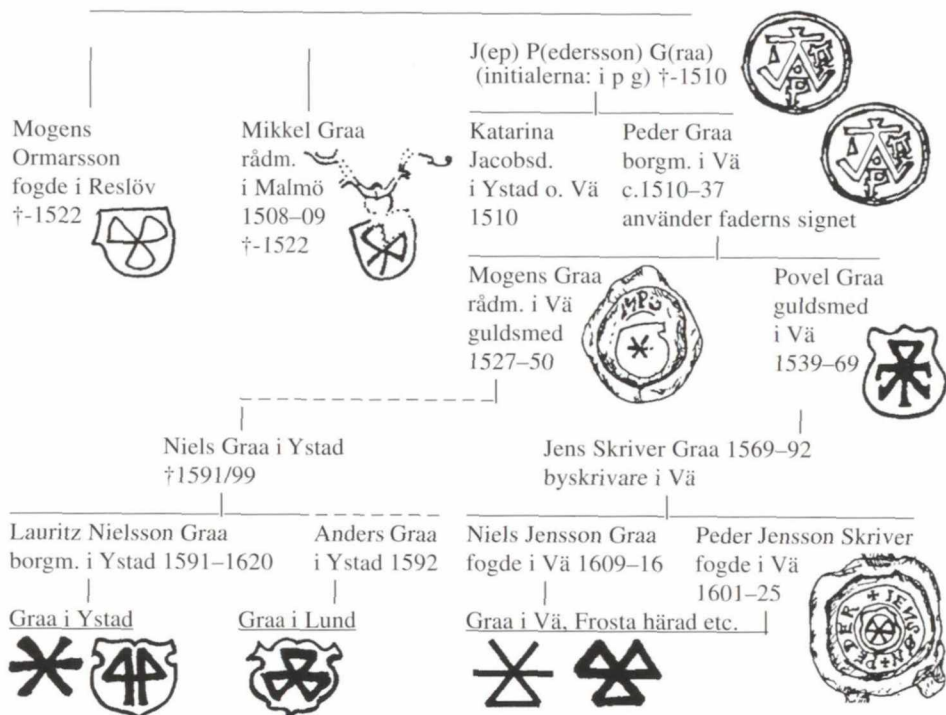 J(ep) P(edersson) G(raa)
(initialerna: i p g) †-1510
Mogens
Ormarsson
fogde i Reslöv
†-1522
Mikkel Graa
rådm.
i Malmö
1508–09
†-1522
Katarina
Jacobsd.
i Ystad o. Vä
1510
Peder Graa
borgm. i Vä
c.1510–37
använder faderns signet
Mogens Graa
rådm. i Vä
guldsmed
1527–50
Povel Graa
guldsmed
i Vä
1539–69
Niels Graa i Ystad
†1591/99
Jens Skriver Graa 1569–92
byskrivare i Vä
Lauritz Nielsson Graa
borgm. i Ystad 1591–1620
Anders Graa
i Ystad 1592
Niels Jensson Graa
fogde i Vä 1609–16
Peder Jensson Skriver
fogde i Vä
1601–25
Graa i Ystad
Graa i Lund
Graa i Vä, Frosta härad etc.
PEDER + JENSØN +